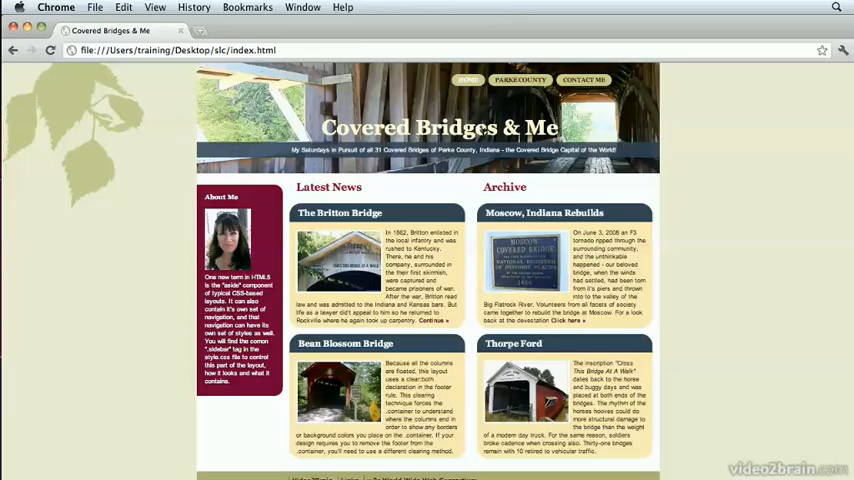 Chrome File Edit View History Bookmarks Window Help
Covered Bridges & Me
file:///Users/training/Desktop/slc/index.html
HOME PARKE COUNTY CONTACT ME
Covered Bridges & Me
My Saturdays in Pursuit of all 31 Covered Bridges of Parke County, Indiana - the Covered Bridge Capital of the World!
About Me
One new term in HTML5
is the "aside" component
of typical CSS-based
layouts. It can also
contain it's own set of
navigation, and that
navigation can have its
own set of styles as well.
You will find the comon
".sidebar" tag in the
style.css file to control
this part of the layout,
how it looks and what it
contains.
Latest News
The Britton Bridge
In 1862, Britton enlisted in
the local infantry and was
rushed to Kentucky.
There, he and his
company, surrounded in
the their first skirmish,
were captured and
became prisoners of war.
After the war, Britton read
law and was admitted to the Indiana and Kansas bars. But
life as a lawyer didn't appeal to him so he returned to
Rockville where he again took up carpentry. Continue »
Bean Blossom Bridge
Because all the columns
are floated, this layout
uses a clear:both
declaration in the footer
rule. This clearing
technique forces the
.container to understand
where the columns end in
order to show any borders
or background colors you place on the .container. If your
design requires you to remove the footer from the
.container, you'll need to use a different clearing method.
Archive
Moscow, Indiana Rebuilds
MOSCOW
COVERED BRIDGE
NATIONAL REGISTER
OF HISTORIC PLACES
1886
On June 3, 2008 an F3
tornado ripped through the
surrounding community,
and the unthinkable
happened - our beloved
bridge, when the winds
had settled, had been torn
from it's piers and thrown
into to the valley of the
Big Flatrock River. Volunteers from all facets of society
came together to rebuild the bridge at Moscow. For a look
back at the devestation Click here »
Thorpe Ford
The inscription "Cross
This Bridge At A Walk"
dates back to the horse
and buggy days and was
placed at both ends of the
bridges. The rhythm of the
horses hooves could do
more structural damage to
the bridge than the weight
of a modern day truck. For the same reason, soldiers
broke cadence when crossing also. Thirty-one bridges
remain with 10 retired to vehicular traffic.
video2brain.com